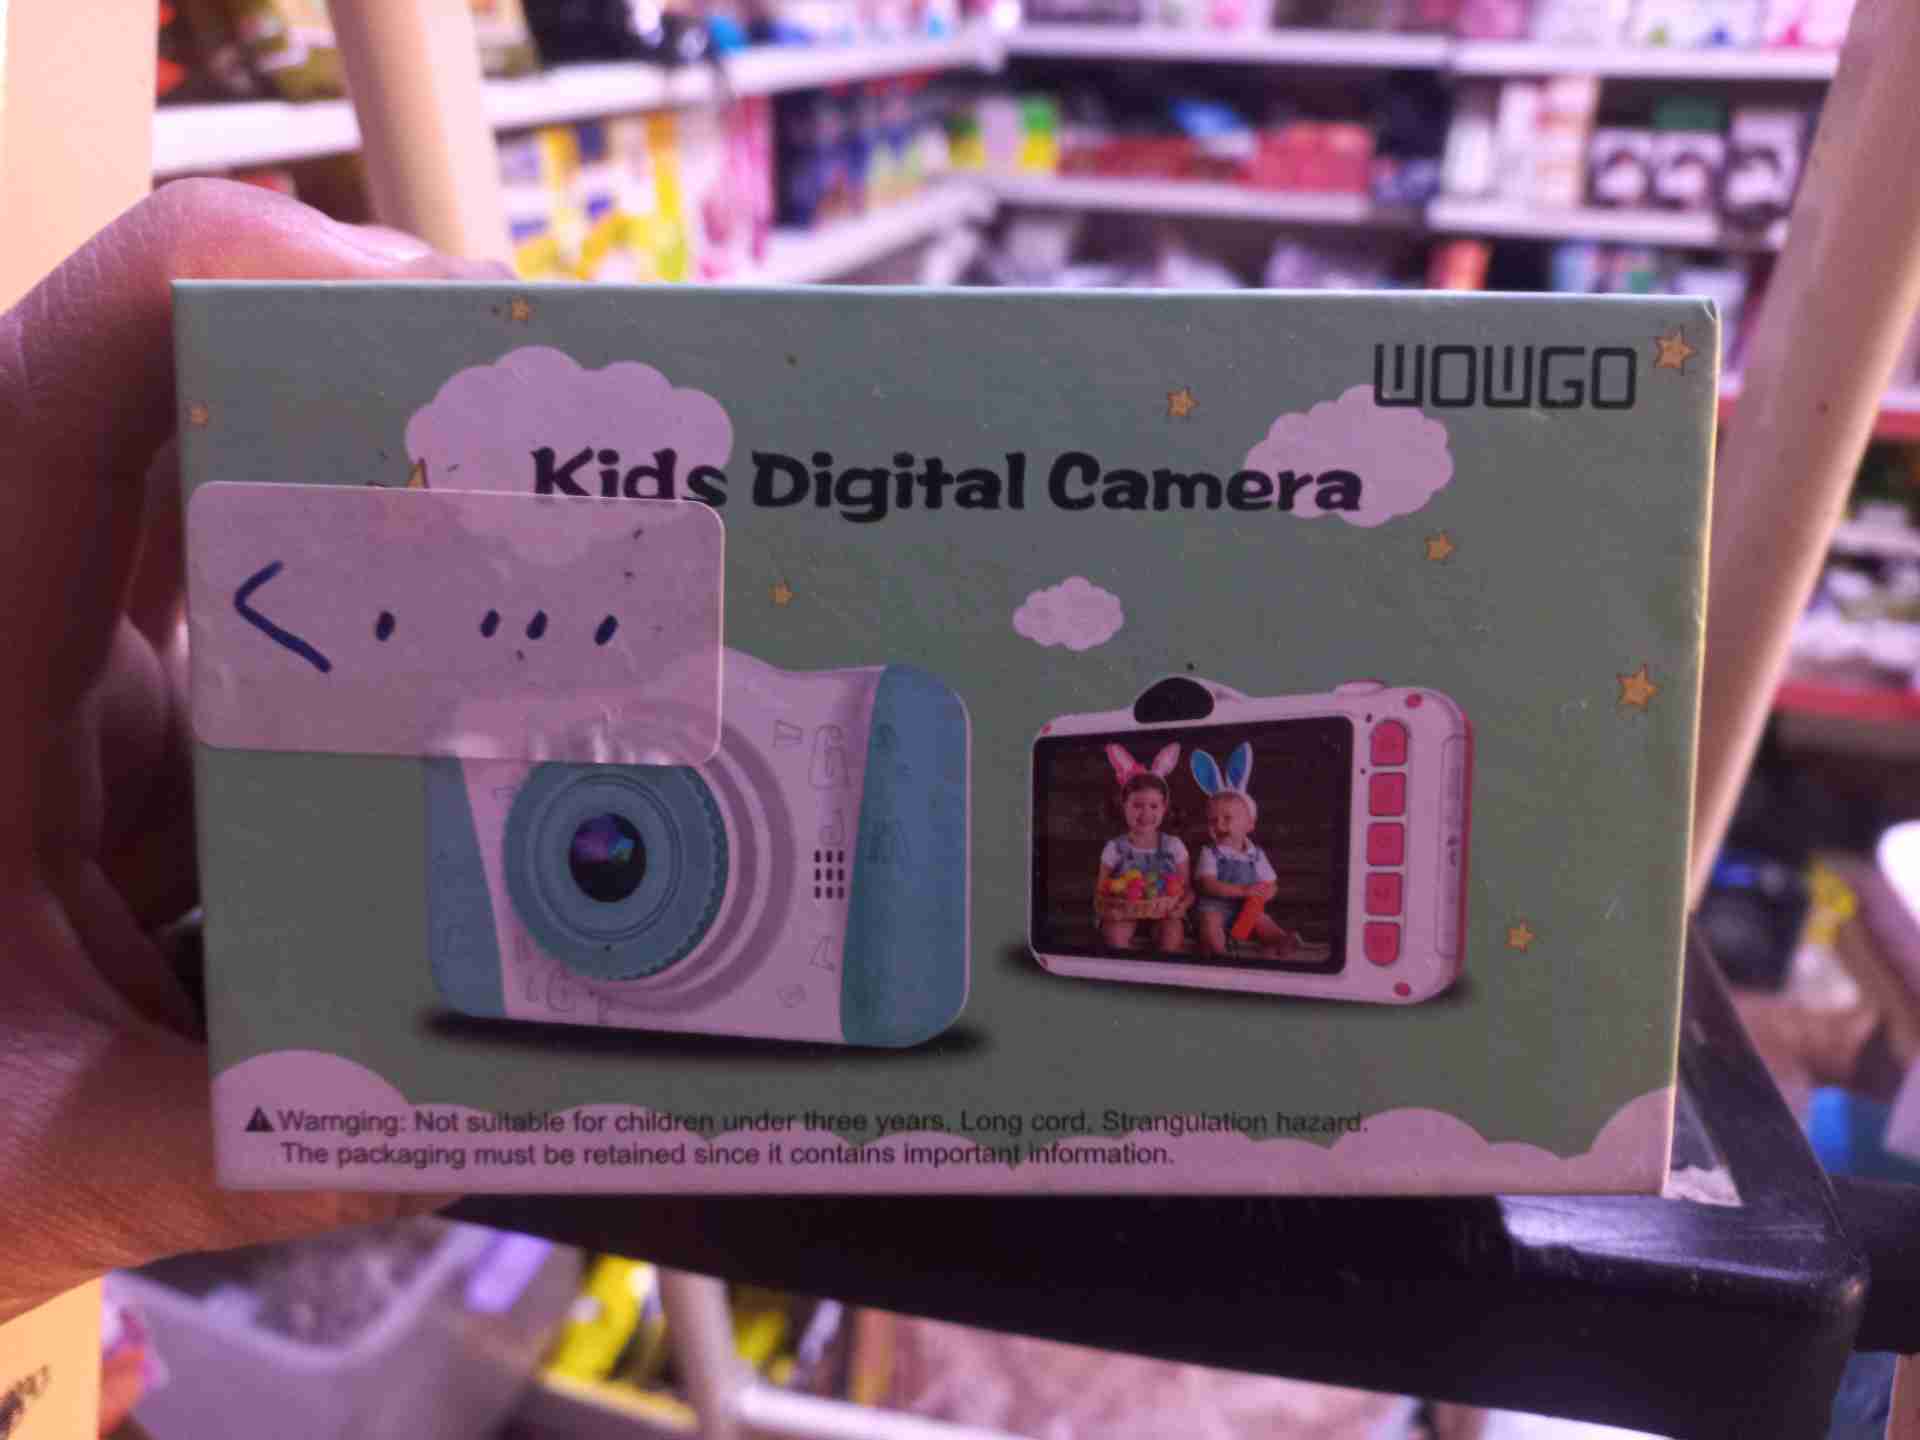 WOWGO
Kids Digital Camera
Warnging: Not suitable for children under three years, Long cord, Strangulation hazard.
The packaging must be retained since it contains important information.